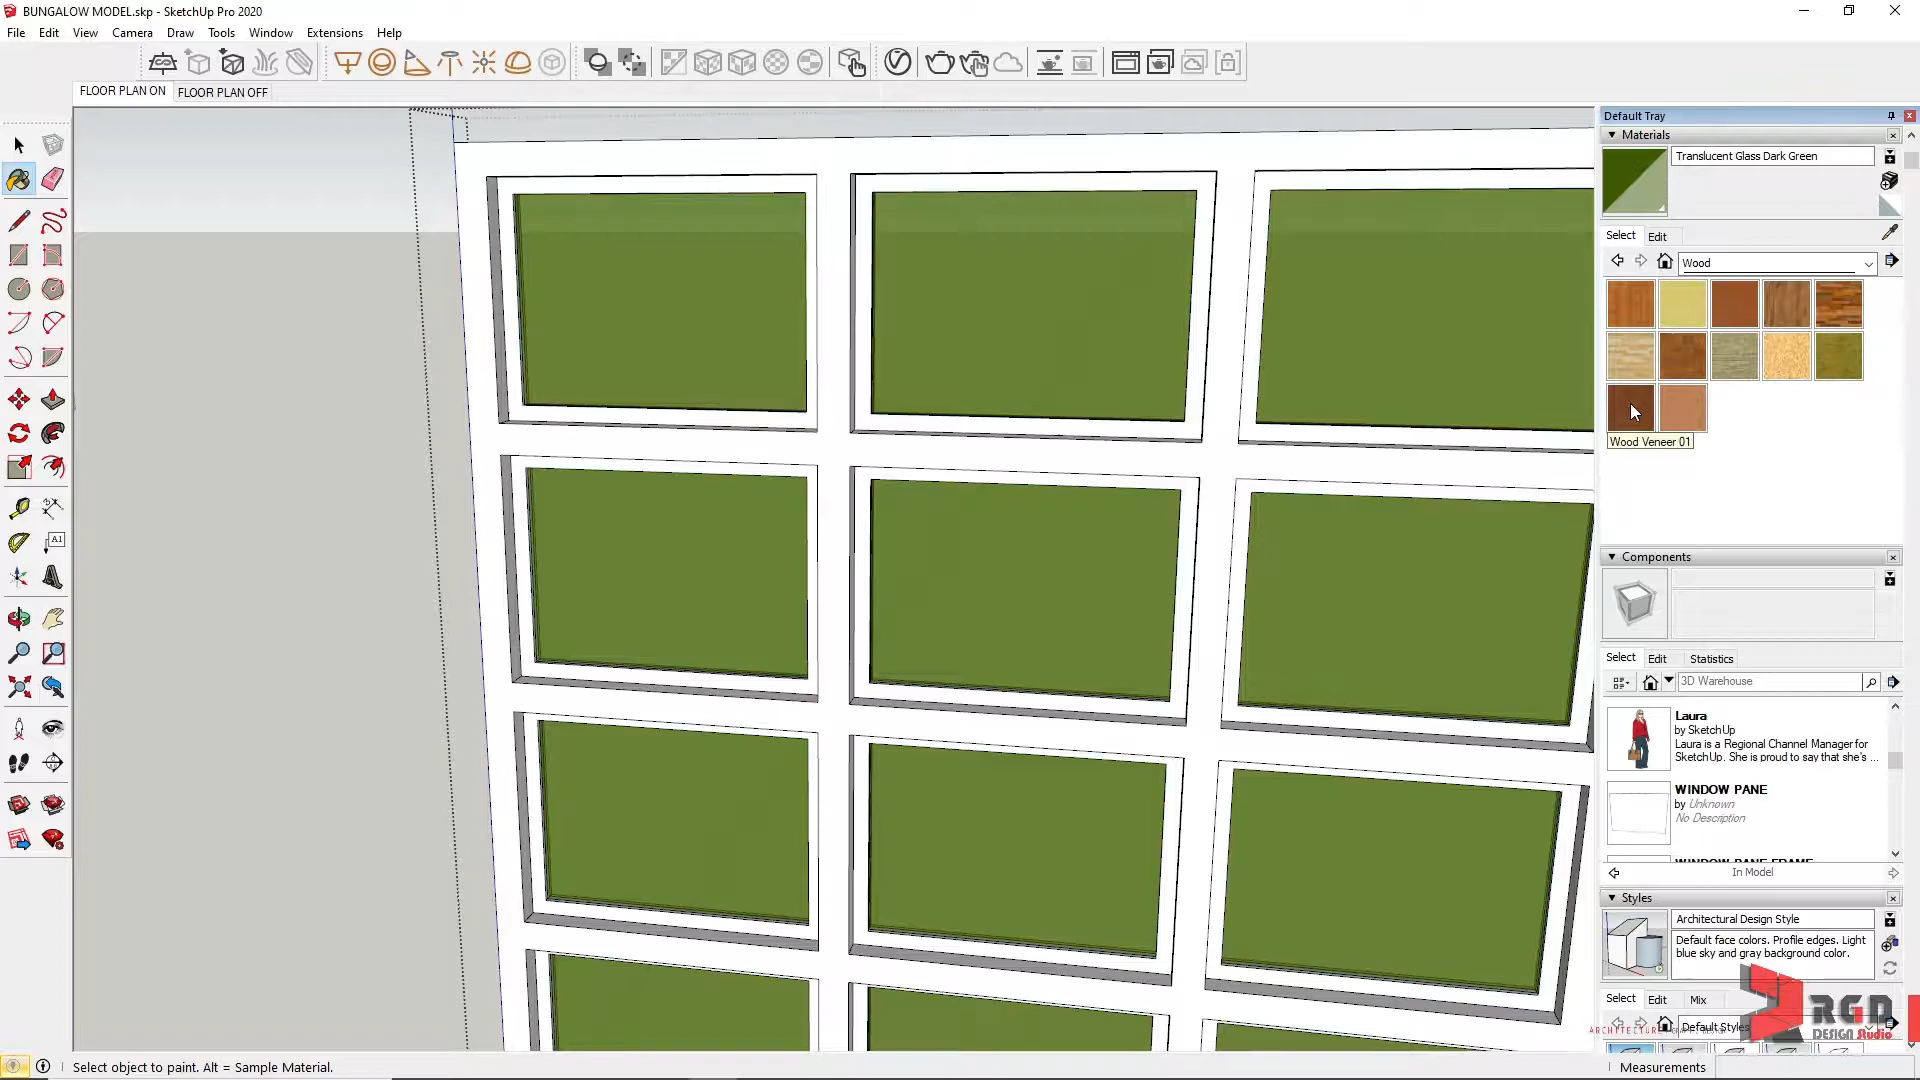 BUNGALOW MODEL.skp - SketchUp Pro 2020
File Edit View Camera Draw Tools Window Extensions Help
FLOOR PLAN ON FLOOR PLAN OFF
Default Tray
Materials
Translucent Glass Dark Green
Select Edit
Wood
Wood Veneer 01
Components
Select Edit Statistics
3D Warehouse
Laura
by SketchUp
Laura is a Regional Channel Manager for
SketchUp. She is proud to say that she's ...
WINDOW PANE
by Unknown
No Description
WINDOW PANE FRAME
In Model
Styles
Architectural Design Style
Default face colors. Profile edges. Light
blue sky and gray background color.
Select Edit Mix
Default Styles
RGD
DESIGN Studio
A1
Select object to paint. Alt = Sample Material.
Measurements